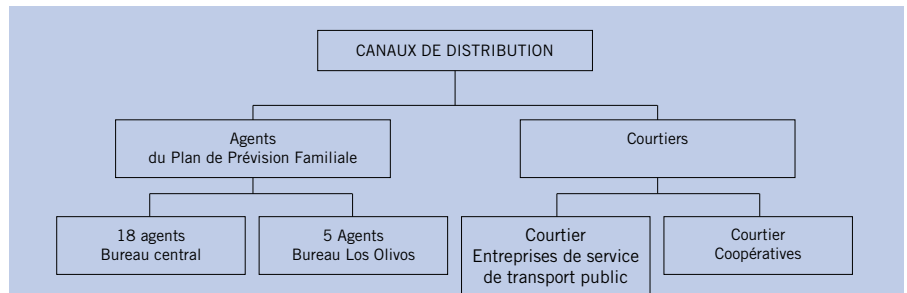 CANAUX DE DISTRIBUTION
Agents
du Plan de Prévision Familiale
Courtiers
18 agents
Bureau central
5 Agents
Bureau Los Olivos
Courtier
Entreprises de service
de transport public
Courtier
Coopératives